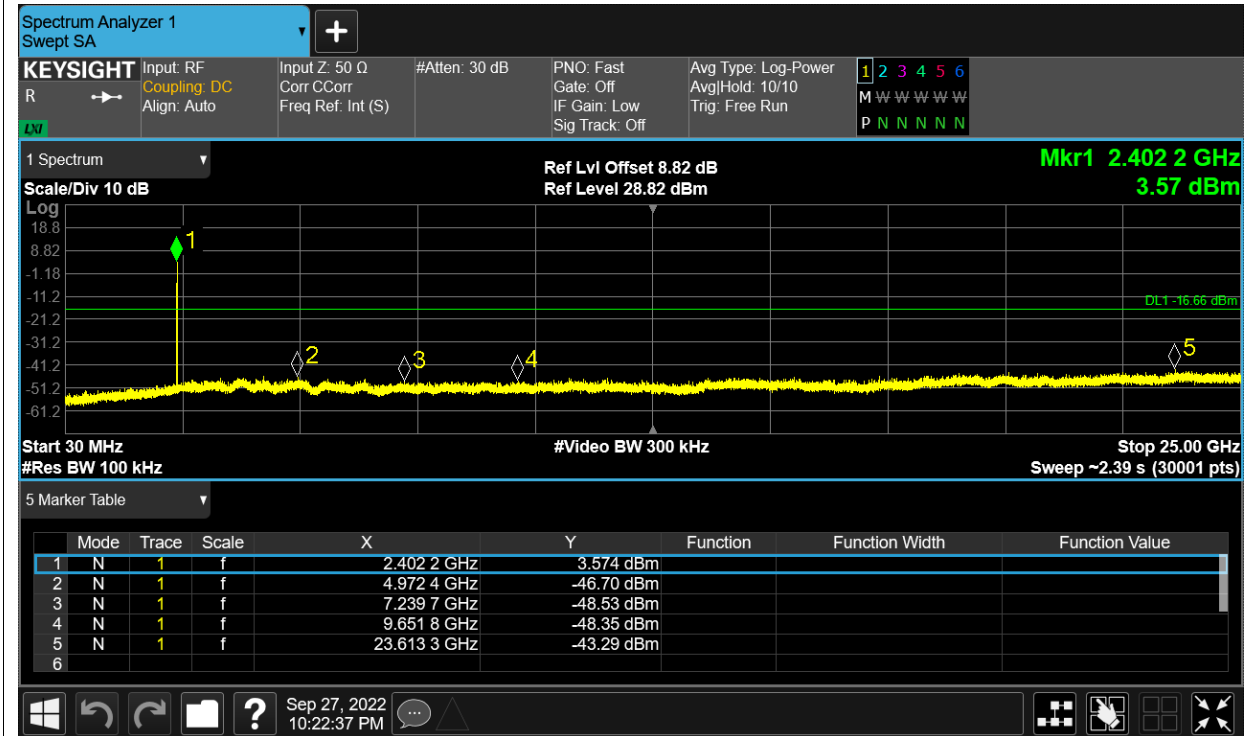 Spectrum Analyzer 1
Swept SA
+
KEYSIGHT
R
LXI
Input: RF
Coupling: DC
Align: Auto
Input Z: 50 Ω
Corr CCorr
Freq Ref: Int (S)
#Atten: 30 dB
PNO: Fast
Gate: Off
IF Gain: Low
Sig Track: Off
Avg Type: Log-Power
Avg|Hold: 10/10
Trig: Free Run
1 2 3 4 5 6
M W W W W W
P N N N N N
1 Spectrum
Scale/Div 10 dB
Ref Lvl Offset 8.82 dB
Ref Level 28.82 dBm
Mkr1 2.402 2 GHz
3.57 dBm
Log
18.8
8.82
-1.18
-11.2
-21.2
-31.2
-41.2
-51.2
-61.2
1
2
3
4
5
DL1 -16.66 dBm
Start 30 MHz
#Video BW 300 kHz
Stop 25.00 GHz
#Res BW 100 kHz
Sweep ~2.39 s (30001 pts)
5 Marker Table
Mode Trace Scale X Y Function Function Width Function Value
1 N 1 f 2.402 2 GHz 3.574 dBm
2 N 1 f 4.972 4 GHz -46.70 dBm
3 N 1 f 7.239 7 GHz -48.53 dBm
4 N 1 f 9.651 8 GHz -48.35 dBm
5 N 1 f 23.613 3 GHz -43.29 dBm
6
?
Sep 27, 2022
10:22:37 PM